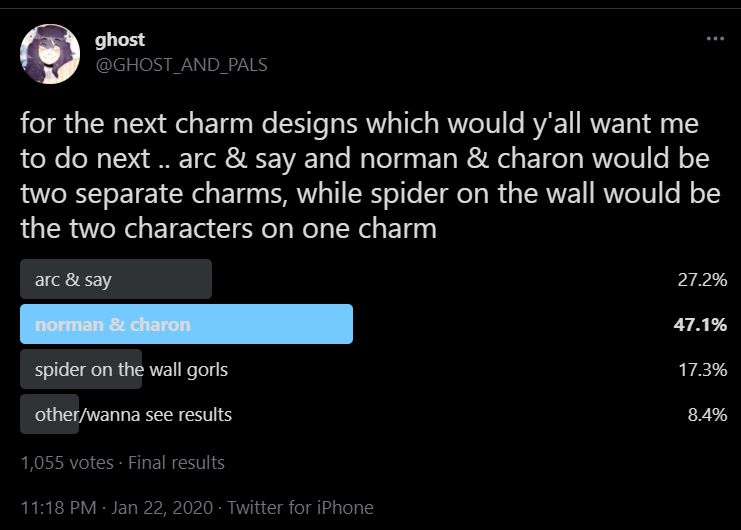 ghost
@GHOST_AND_PALS
for the next charm designs which would y'all want me
to do next .. arc & say and norman & charon would be
two separate charms, while spider on the wall would be
the two characters on one charm
arc & say 27.2%
norman & charon 47.1%
spider on the wall gorls 17.3%
other/wanna see results 8.4%
1,055 votes · Final results
11:18 PM · Jan 22, 2020 · Twitter for iPhone